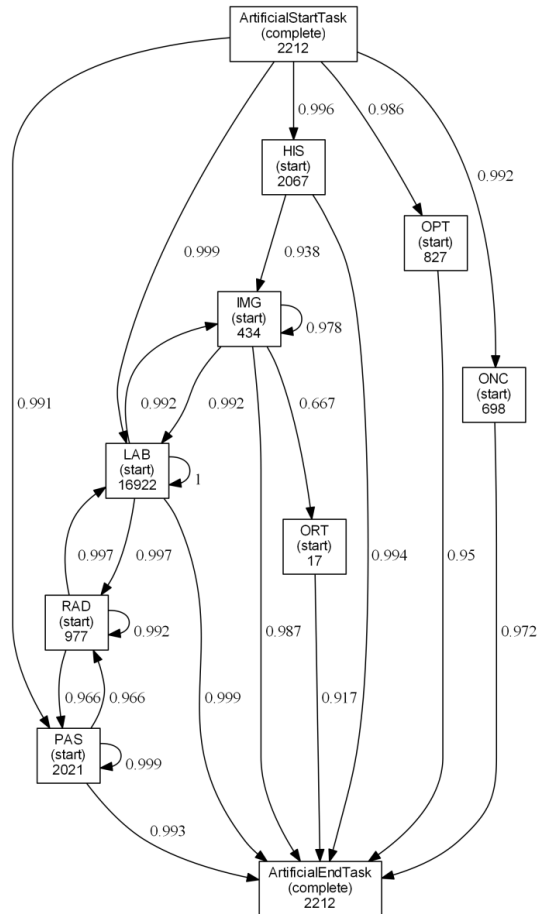 ArtificialStartTask
(complete)
2212
0.996
0.986
HIS
(start)
2067
0.992
OPT
(start)
827
0.999
0.938
IMG
(start)
434
0.978
ONC
(start)
698
0.991
0.992
0.992
0.667
LAB
(start)
16922
1
ORT
(start)
17
0.997
0.997
0.994
0.95
RAD
(start)
977
0.992
0.987
0.972
0.966
0.966
0.999
0.917
PAS
(start)
2021
0.999
0.993
ArtificialEndTask
(complete)
2212